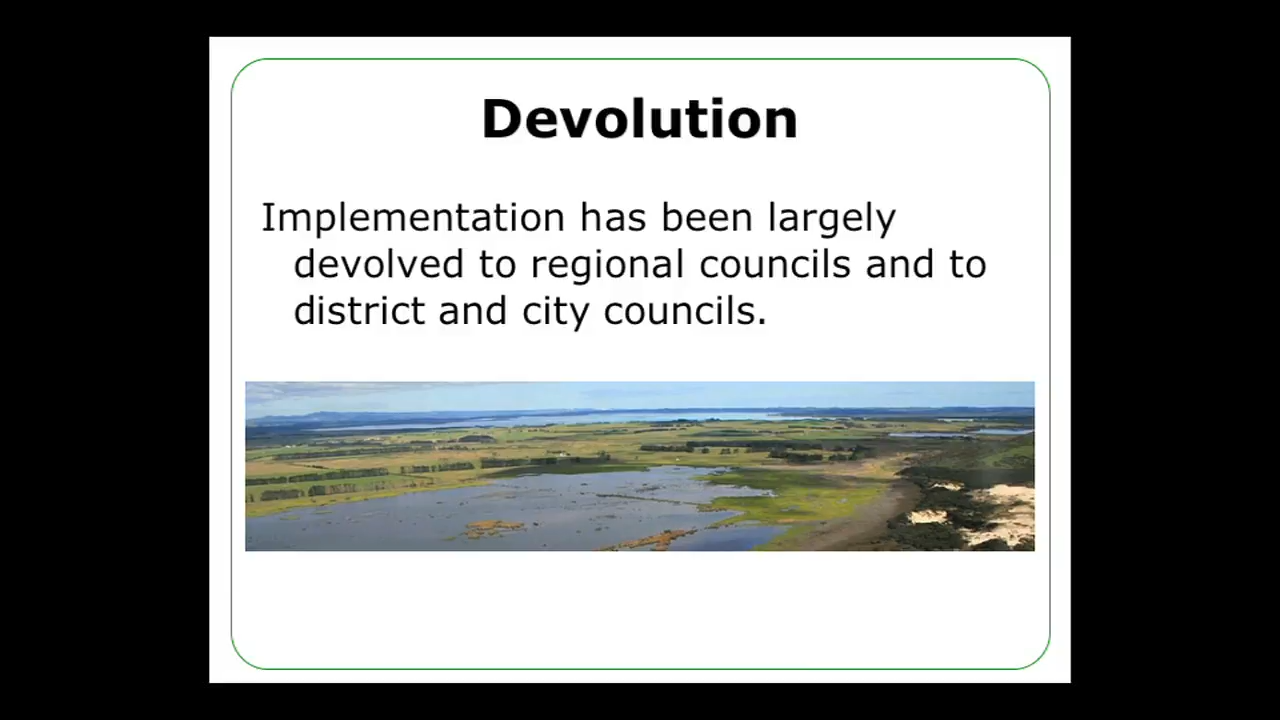 Devolution
Implementation has been largely
devolved to regional councils and to
district and city councils.